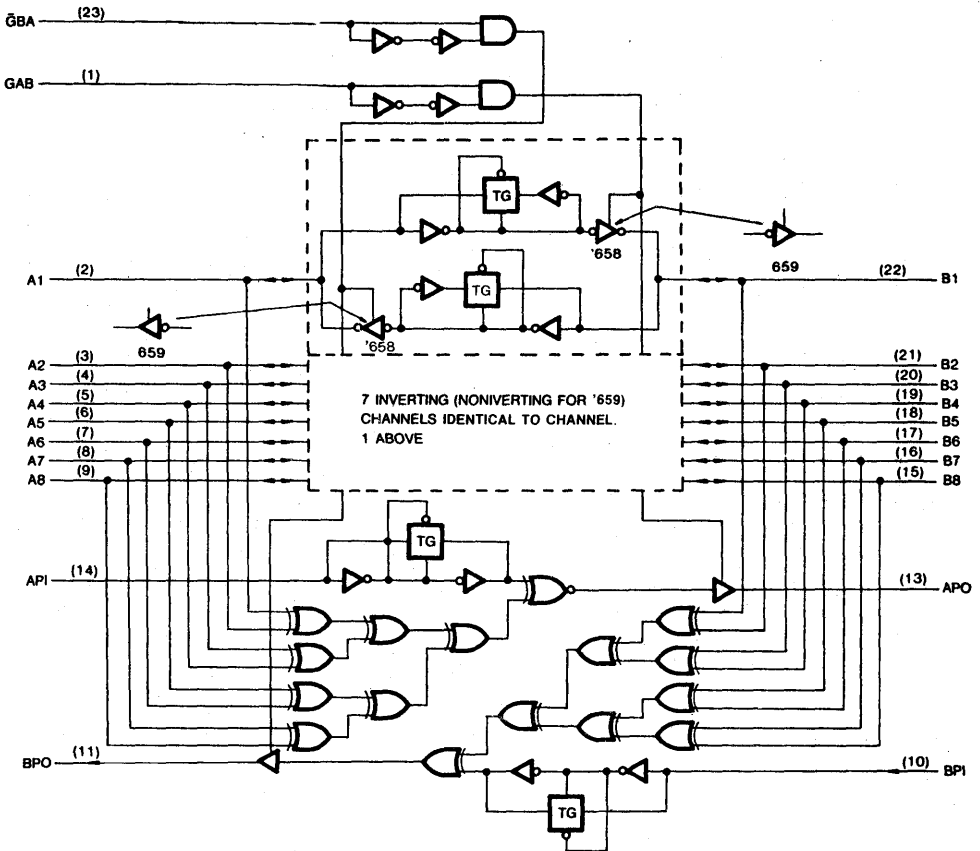 ḠBA (23)
GAB (1)
TG
'658
659
A1 (2)
TG
(22) B1
659
'658
A2 (3)
(21) B2
A3 (4)
(20) B3
A4 (5)
(19) B4
A5 (6)
(18) B5
A6 (7)
(17) B6
A7 (8)
(16) B7
A8 (9)
(15) B8
7 INVERTING (NONIVERTING FOR '659)
CHANNELS IDENTICAL TO CHANNEL.
1 ABOVE
TG
API (14)
(13) APO
BPO (11)
(10) BPI
TG